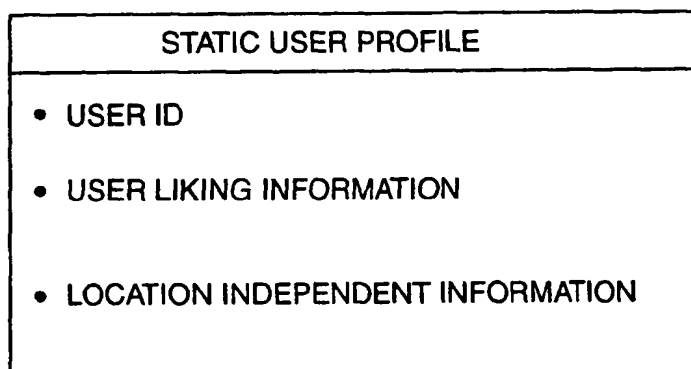 STATIC USER PROFILE
• USER ID
• USER LIKING INFORMATION
• LOCATION INDEPENDENT INFORMATION